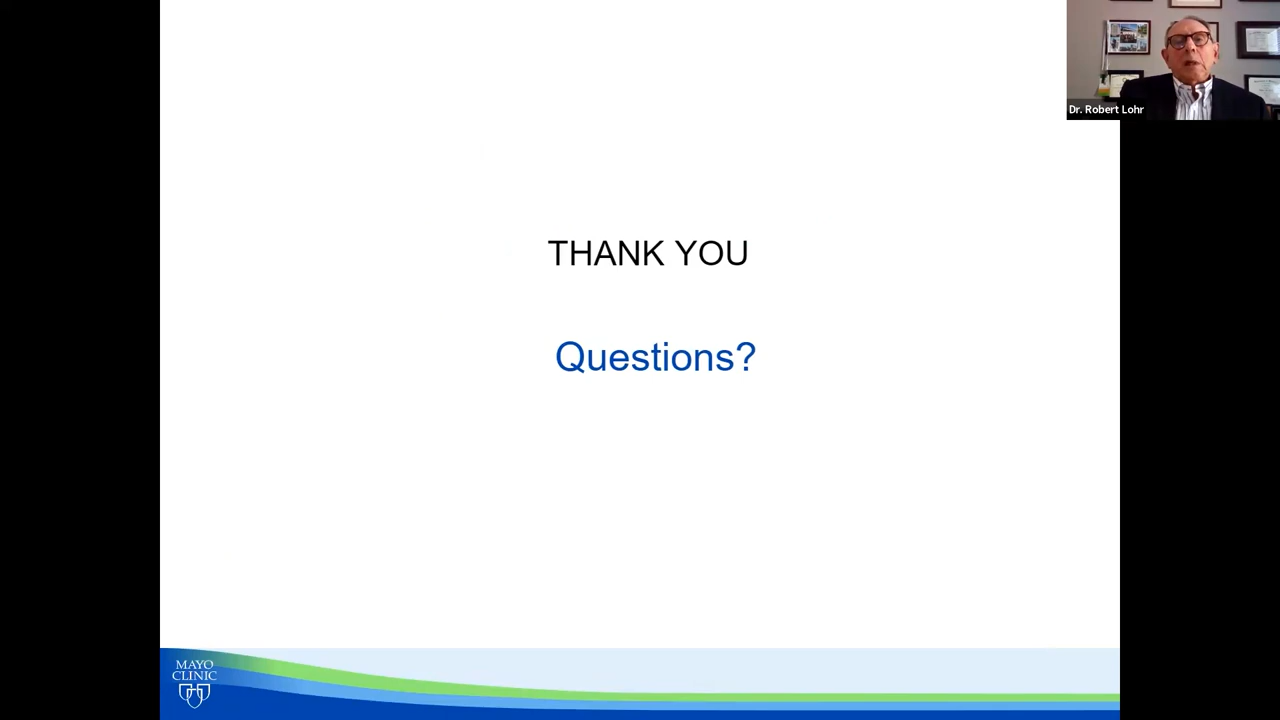 Dr. Robert Lohr
THANK YOU
Questions?
MAYO
CLINIC